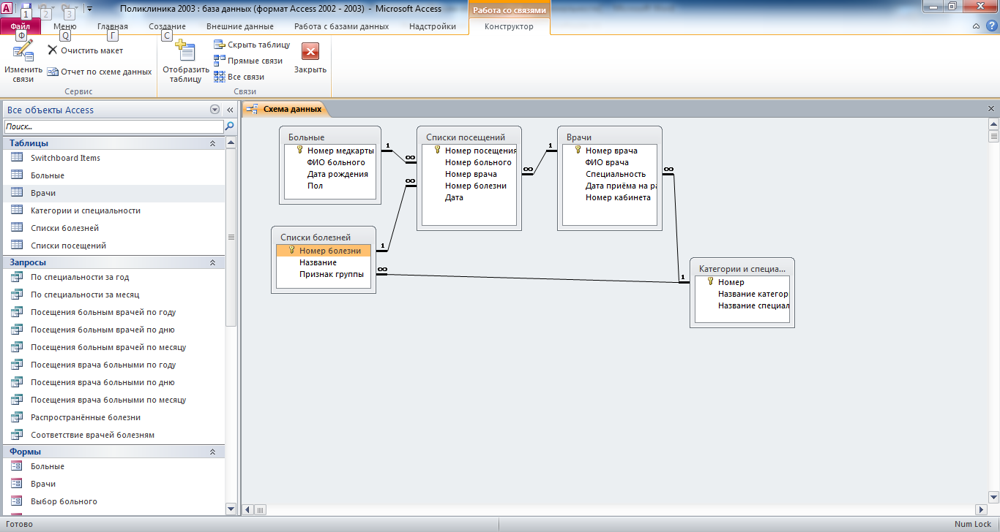 Поликлиника 2003 : база данных (формат Access 2002 - 2003) - Microsoft Access
Работа со связями
1 2 3
Файл Меню Главная Создание Внешние данные Работа с базами данных Надстройки Конструктор
Ф Q Г С
Изменить связи
Очистить макет
Отчет по схеме данных
Сервис
Отобразить таблицу
Скрыть таблицу
Прямые связи
Все связи
Связи
Закрыть
Все объекты Access
Поиск...
Таблицы
Switchboard Items
Больные
Врачи
Категории и специальности
Списки болезней
Списки посещений
Запросы
По специальности за год
По специальности за месяц
Посещения больным врачей по году
Посещения больным врачей по дню
Посещения больным врачей по месяцу
Посещения врача больными по году
Посещения врача больными по дню
Посещения врача больными по месяцу
Распространённые болезни
Соответствие врачей болезням
Формы
Больные
Врачи
Выбор больного
Схема данных
Больные
Номер медкарты
ФИО больного
Дата рождения
Пол
1 ∞
Списки посещений
Номер посещения
Номер больного
Номер врача
Номер болезни
Дата
∞ 1
Врачи
Номер врача
ФИО врача
Специальность
Дата приёма на ра
Номер кабинета
∞
Списки болезней
Номер болезни
Название
Признак группы
1 ∞
∞ 1
Категории и специа...
Номер
Название категор
Название специал
Готово
Num Lock